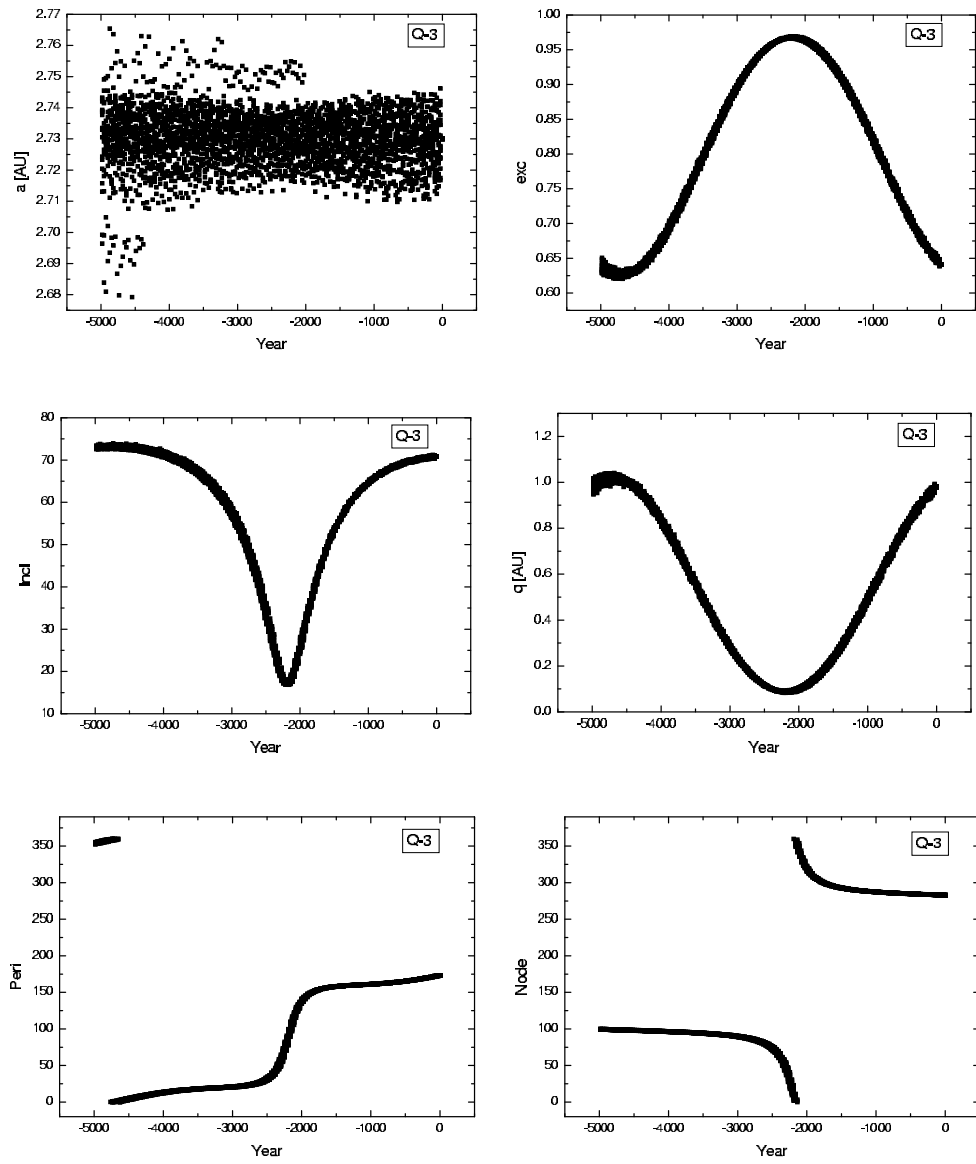 2.77
2.76
2.75
2.74
2.73
2.72
2.71
2.70
2.69
2.68
a [AU]
Q-3
-5000 -4000 -3000 -2000 -1000 0
Year
1.00
0.95
0.90
0.85
0.80
0.75
0.70
0.65
0.60
exc
Q-3
-5000 -4000 -3000 -2000 -1000 0
Year
80
70
60
50
40
30
20
10
Incl
Q-3
-5000 -4000 -3000 -2000 -1000 0
Year
1.2
1.0
0.8
0.6
0.4
0.2
0.0
q [AU]
Q-3
-5000 -4000 -3000 -2000 -1000 0
Year
350
300
250
200
150
100
50
0
Peri
Q-3
-5000 -4000 -3000 -2000 -1000 0
Year
350
300
250
200
150
100
50
0
Node
Q-3
-5000 -4000 -3000 -2000 -1000 0
Year